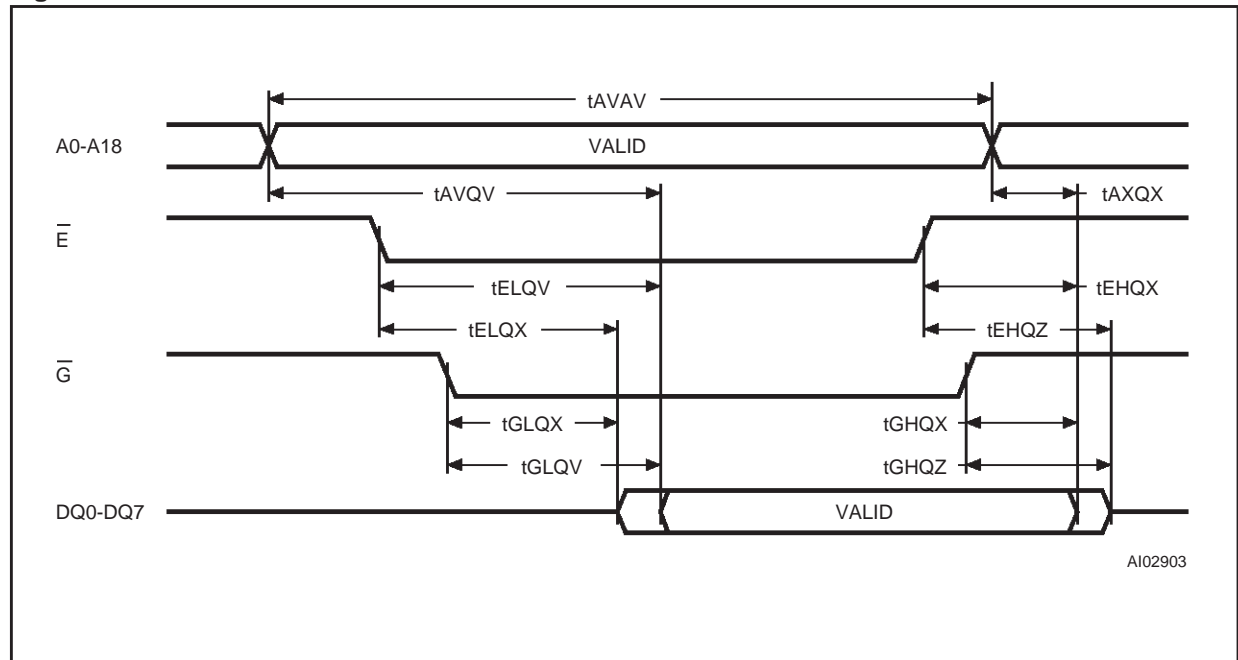 tAVAV
A0-A18
VALID
tAVQV
tAXQX
E
tELQV
tEHQX
tELQX
tEHQZ
G
tGLQX
tGHQX
tGLQV
tGHQZ
DQ0-DQ7
VALID
AI02903